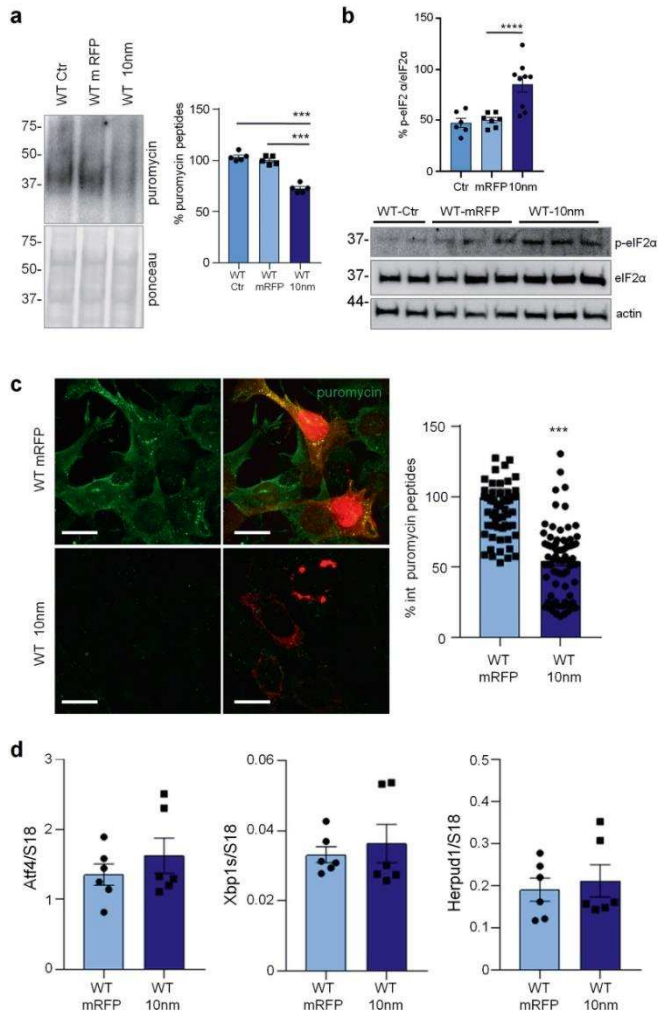 a
WT Ctr
WT m RFP
WT 10nm
75-
50-
37-
puromycin
75-
50-
37-
ponceau
% puromycin peptides
150
100
50
***
***
WT Ctr
WT mRFP
WT 10nm
b
% p-eIF2 α/eIF2α
150
100
50
0
****
Ctr mRFP 10nm
WT-Ctr WT-mRFP WT-10nm
37- p-eIF2α
37- eIF2α
44-
actin
c
puromycin
WT mRFP
WT 10nm
% int puromycin peptides
150
100
50
0
***
WT mRFP
WT 10nm
d
Atf4/S18
3
2
1
0
WT mRFP
WT 10nm
Xbp1s/S18
0.06
0.04
0.02
0.00
WT mRFP
WT 10nm
Herpud1/S18
0.5
0.4
0.3
0.2
0.1
0.0
WT mRFP
WT 10nm